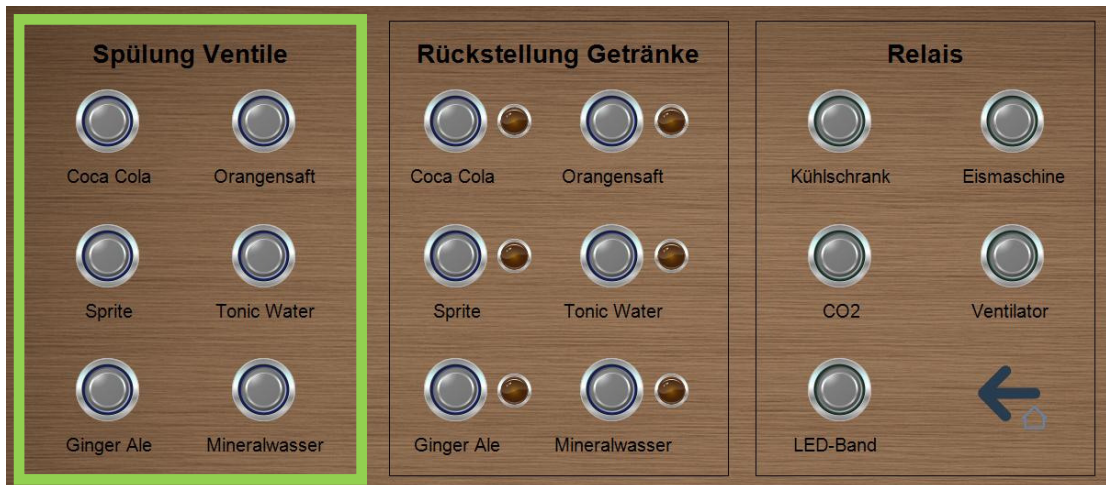 Spülung Ventile
Coca Cola
Orangensaft
Sprite
Tonic Water
Ginger Ale
Mineralwasser
Rückstellung Getränke
Coca Cola
Orangensaft
Sprite
Tonic Water
Ginger Ale
Mineralwasser
Relais
Kühlschrank
Eismaschine
CO2
Ventilator
LED-Band